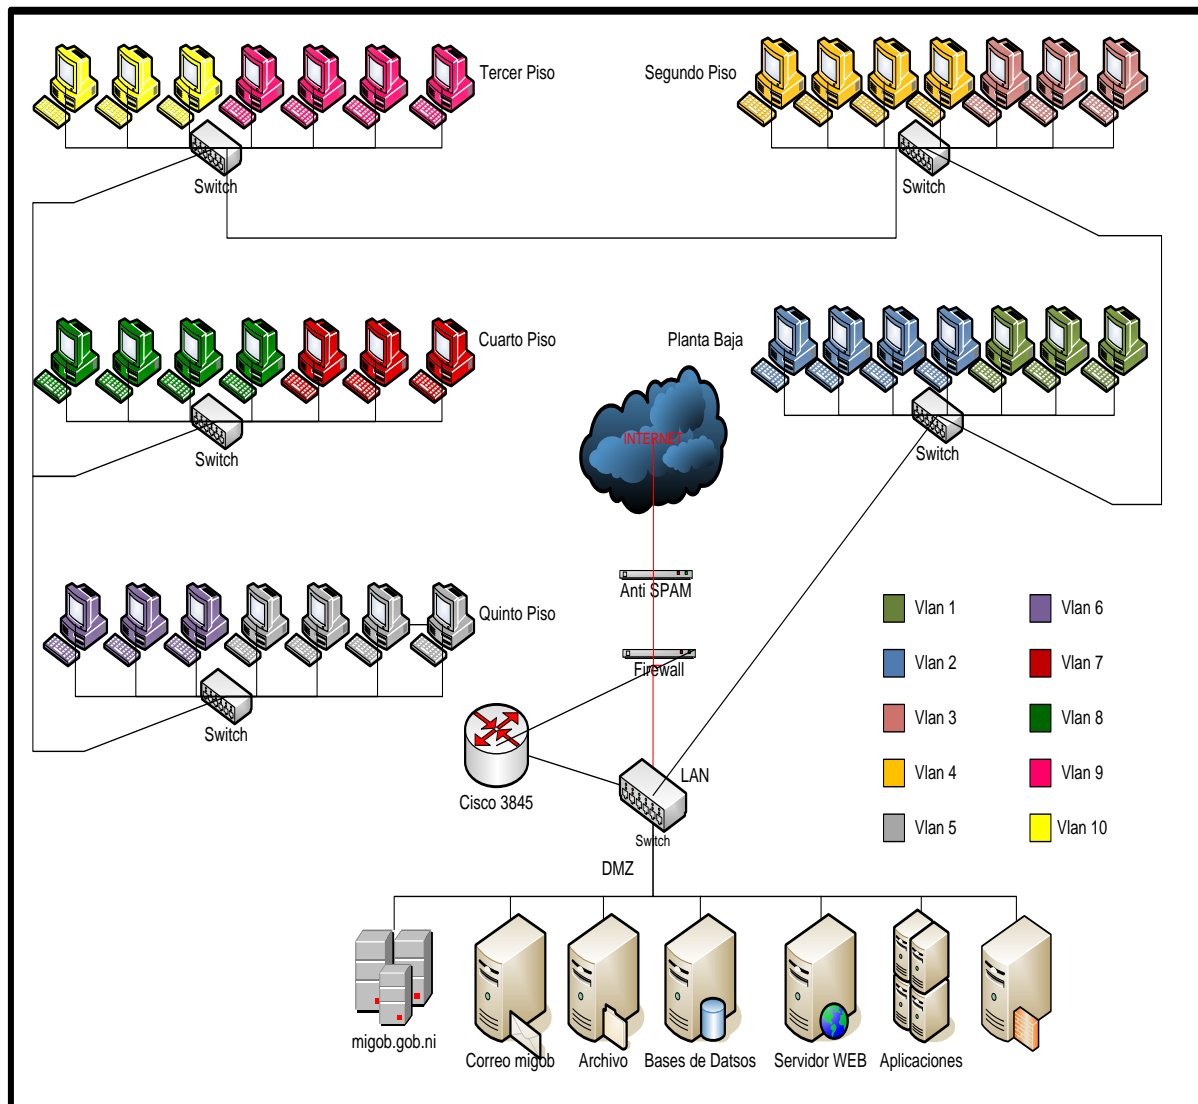 Tercer Piso
Segundo Piso
Switch
Switch
Cuarto Piso
Planta Baja
Switch
Switch
INTERNET
Anti SPAM
Quinto Piso
Firewall
Switch
Vlan 1
Vlan 6
Vlan 2
Vlan 7
Vlan 3
Vlan 8
Vlan 4
Vlan 9
Vlan 5
Vlan 10
LAN
Cisco 3845
Switch
DMZ
migob.gob.ni
Correo migob
Archivo
Bases de Datsos
Servidor WEB
Aplicaciones